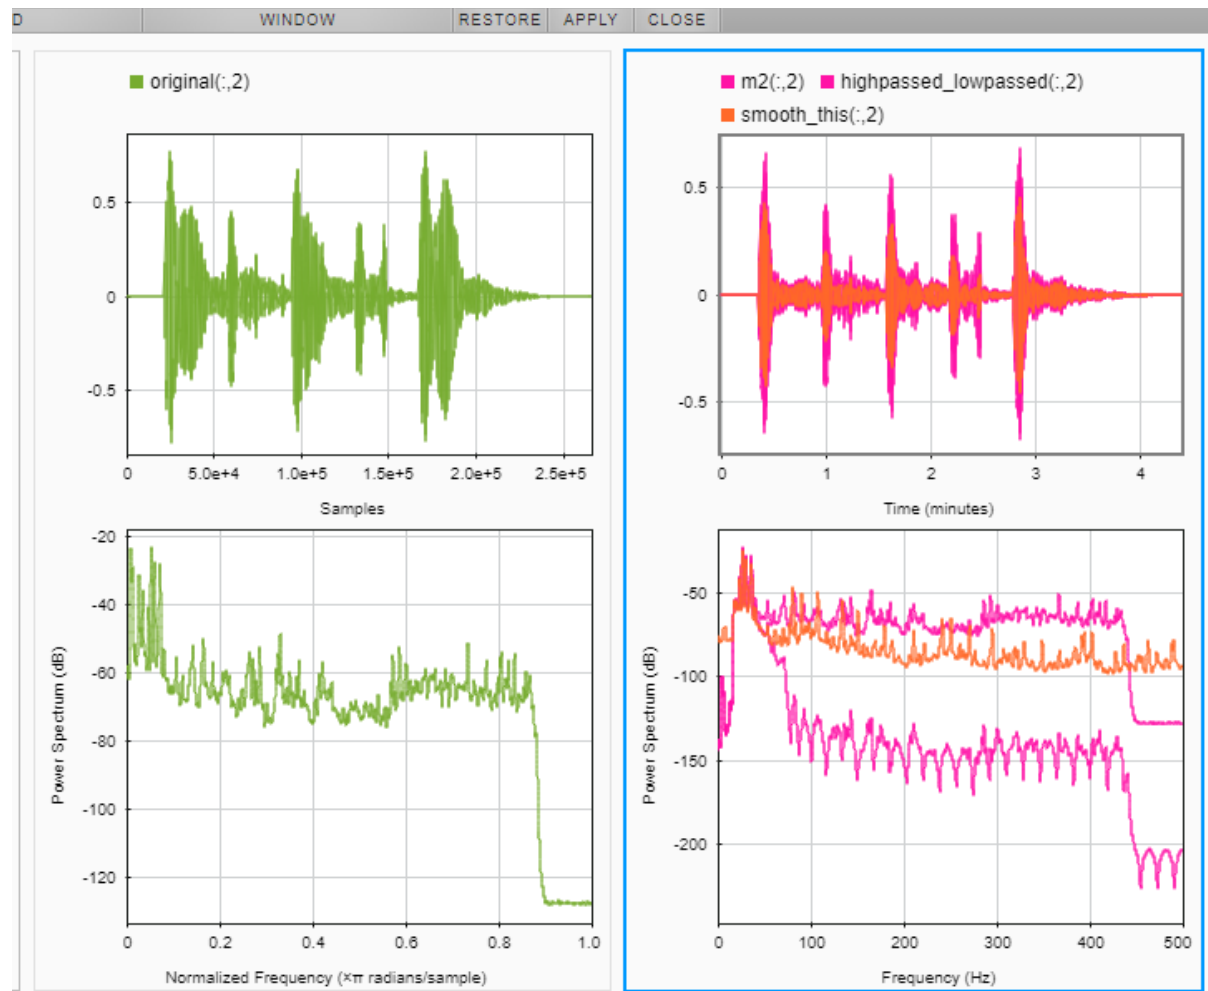 D WINDOW RESTORE APPLY CLOSE
original(:,2)
0.5
0
-0.5
0 5.0e+4 1.0e+5 1.5e+5 2.0e+5 2.5e+5
Samples
-20
-40
-60
-80
-100
-120
Power Spectrum (dB)
0 0.2 0.4 0.6 0.8 1.0
Normalized Frequency (×π radians/sample)
m2(:,2) highpassed_lowpassed(:,2)
smooth_this(:,2)
0.5
0
-0.5
0 1 2 3 4
Time (minutes)
-50
-100
-150
-200
Power Spectrum (dB)
0 100 200 300 400 500
Frequency (Hz)